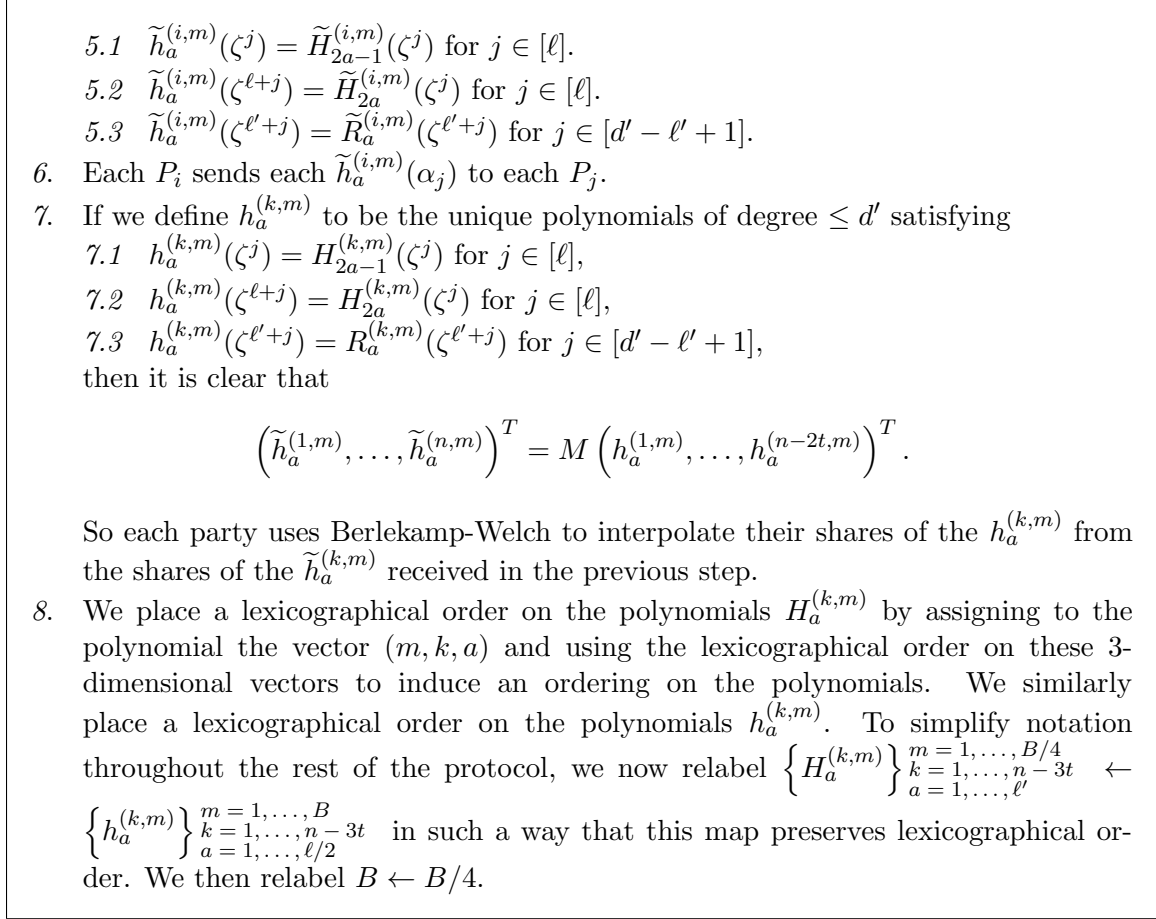 5.1 $\widetilde{h}_a^{(i,m)}(\zeta^j) = \widetilde{H}_{2a-1}^{(i,m)}(\zeta^j)$ for $j \in [\ell]$.
5.2 $\widetilde{h}_a^{(i,m)}(\zeta^{\ell+j}) = \widetilde{H}_{2a}^{(i,m)}(\zeta^j)$ for $j \in [\ell]$.
5.3 $\widetilde{h}_a^{(i,m)}(\zeta^{\ell'+j}) = \widetilde{R}_a^{(i,m)}(\zeta^{\ell'+j})$ for $j \in [d' - \ell' + 1]$.
6. Each $P_i$ sends each $\widetilde{h}_a^{(i,m)}(\alpha_j)$ to each $P_j$.
7. If we define $h_a^{(k,m)}$ to be the unique polynomials of degree $\leq d'$ satisfying
7.1 $h_a^{(k,m)}(\zeta^j) = H_{2a-1}^{(k,m)}(\zeta^j)$ for $j \in [\ell]$,
7.2 $h_a^{(k,m)}(\zeta^{\ell+j}) = H_{2a}^{(k,m)}(\zeta^j)$ for $j \in [\ell]$,
7.3 $h_a^{(k,m)}(\zeta^{\ell'+j}) = R_a^{(k,m)}(\zeta^{\ell'+j})$ for $j \in [d' - \ell' + 1]$,
then it is clear that
$\left(\widetilde{h}_a^{(1,m)}, \ldots, \widetilde{h}_a^{(n,m)}\right)^T = M \left(h_a^{(1,m)}, \ldots, h_a^{(n-2t,m)}\right)^T.$
So each party uses Berlekamp-Welch to interpolate their shares of the $h_a^{(k,m)}$ from
the shares of the $\widetilde{h}_a^{(k,m)}$ received in the previous step.
8. We place a lexicographical order on the polynomials $H_a^{(k,m)}$ by assigning to the
polynomial the vector $(m, k, a)$ and using the lexicographical order on these 3-
dimensional vectors to induce an ordering on the polynomials. We similarly
place a lexicographical order on the polynomials $h_a^{(k,m)}$. To simplify notation
throughout the rest of the protocol, we now relabel $\left\{H_a^{(k,m)}\right\}_{\substack{m=1,\ldots,B/4 \\ k=1,\ldots,n-3t \\ a=1,\ldots,\ell'}} \leftarrow$
$\left\{h_a^{(k,m)}\right\}_{\substack{m=1,\ldots,B \\ k=1,\ldots,n-3t \\ a=1,\ldots,\ell/2}}$ in such a way that this map preserves lexicographical or-
der. We then relabel $B \leftarrow B/4$.